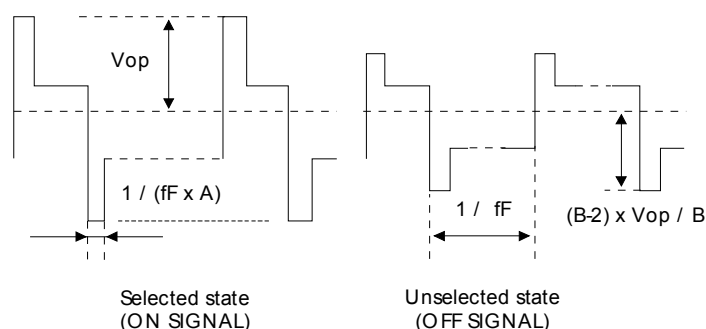 Vop
1 / (fF x A)
1 / fF
(B-2) x Vop / B
Selected state
(ON SIGNAL)
Unselected state
(OFF SIGNAL)